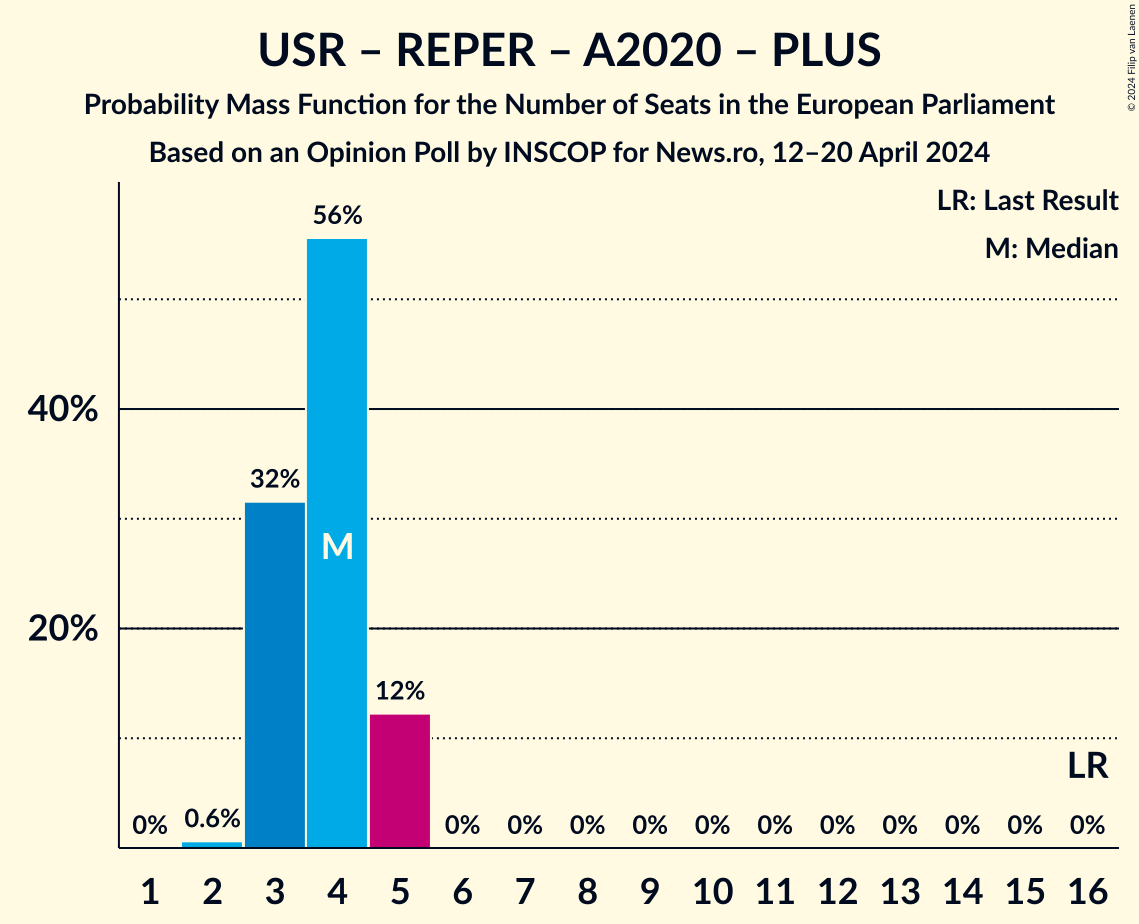 USR – REPER – A2020 – PLUS
Probability Mass Function for the Number of Seats in the European Parliament
Based on an Opinion Poll by INSCOP for News.ro, 12–20 April 2024
© 2024 Filip van Laenen
LR: Last Result
M: Median
56%
40%
32%
M
20%
12%
LR
0% 0.6% 0% 0% 0% 0% 0% 0% 0% 0% 0% 0% 0%
1 2 3 4 5 6 7 8 9 10 11 12 13 14 15 16